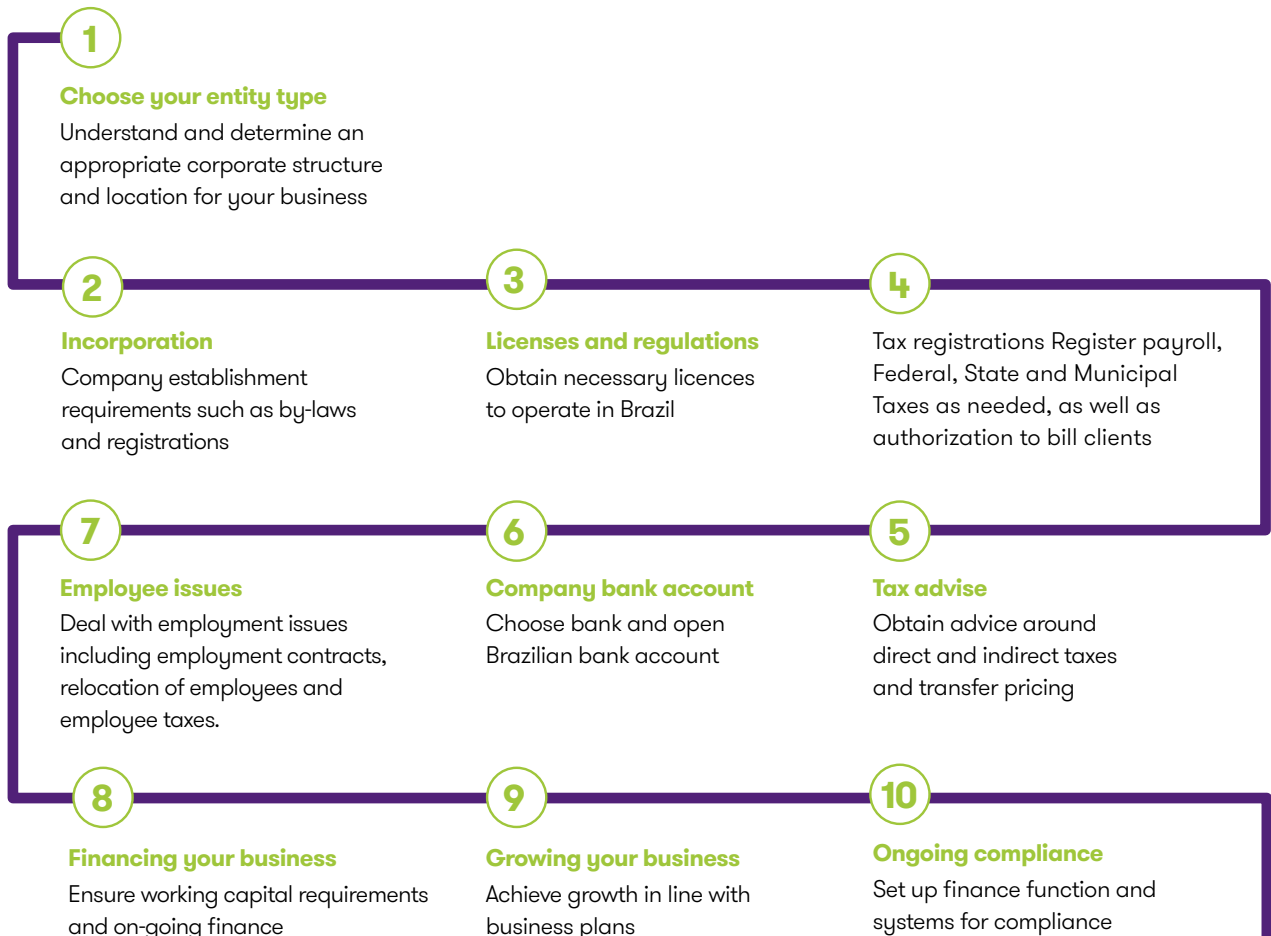 1
Choose your entity type
Understand and determine an
appropriate corporate structure
and location for your business
2
Incorporation
Company establishment
requirements such as by-laws
and registrations
3
Licenses and regulations
Obtain necessary licences
to operate in Brazil
4
Tax registrations Register payroll,
Federal, State and Municipal
Taxes as needed, as well as
authorization to bill clients
5
Tax advise
Obtain advice around
direct and indirect taxes
and transfer pricing
6
Company bank account
Choose bank and open
Brazilian bank account
7
Employee issues
Deal with employment issues
including employment contracts,
relocation of employees and
employee taxes.
8
Financing your business
Ensure working capital requirements
and on-going finance
9
Growing your business
Achieve growth in line with
business plans
10
Ongoing compliance
Set up finance function and
systems for compliance